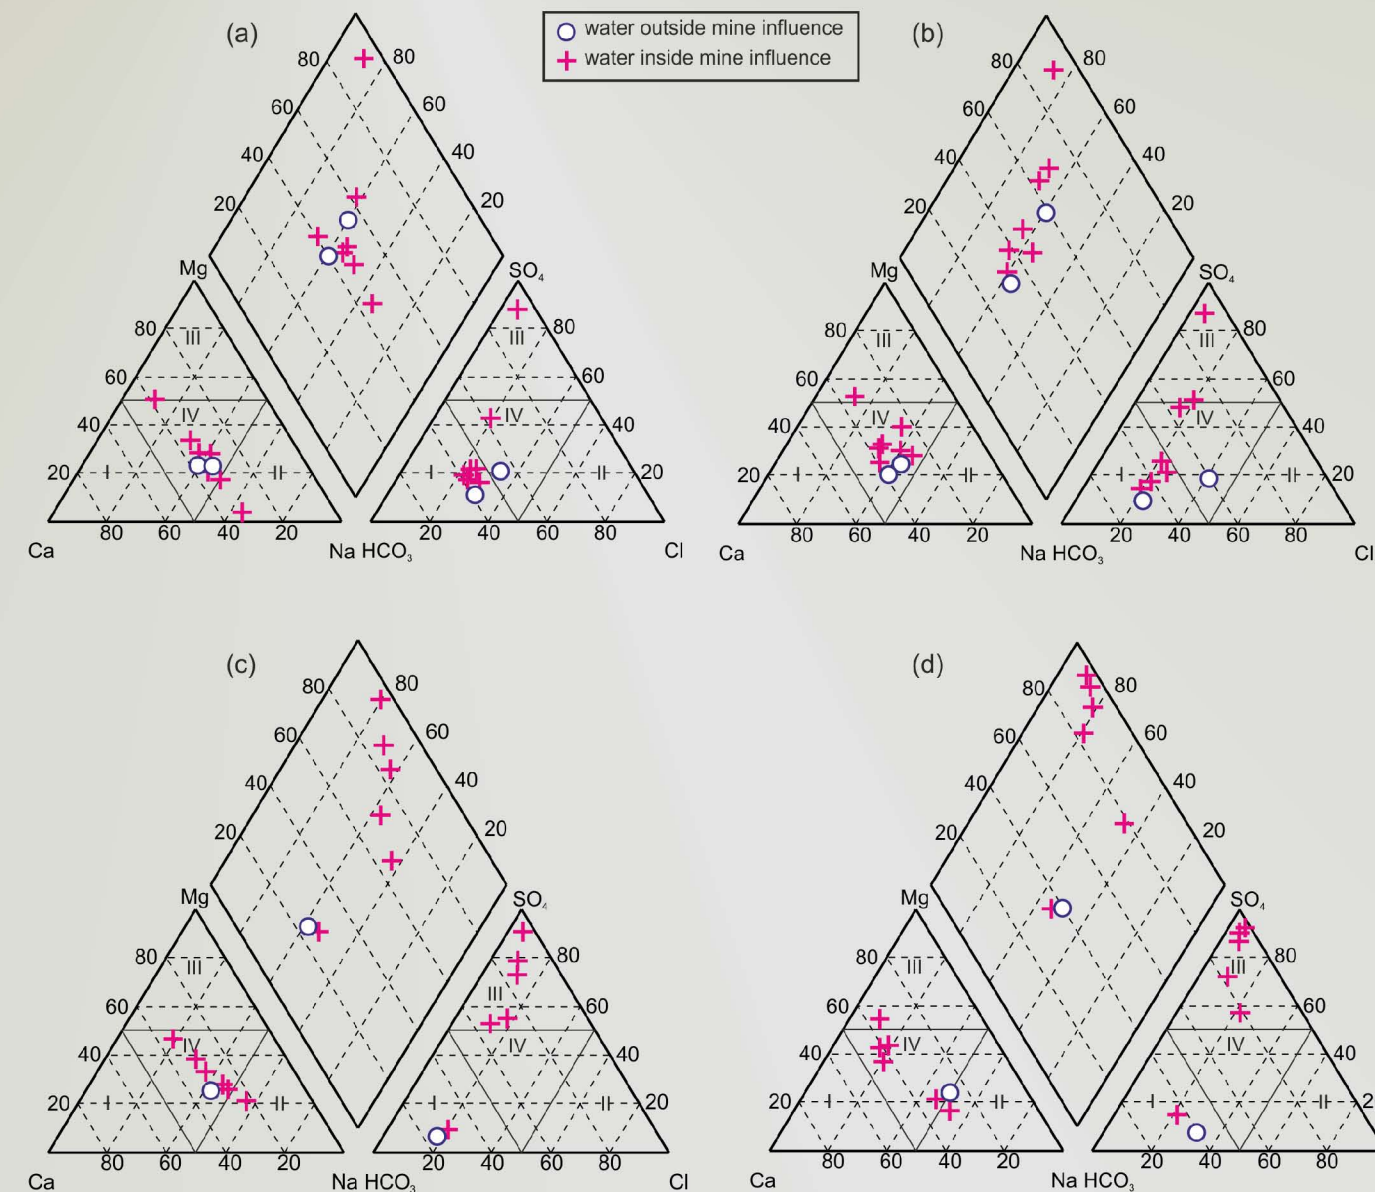 (a)
water outside mine influence
water inside mine influence
(b)
80 80
60 60
40 40
20 20
Mg SO₄
80 III III 80
60 60
40 IV IV 40
20 I II I II 20
80 60 40 20 20 40 60 80
Ca Na HCO₃ Cl
80 80
60 60
40 40
20 20
Mg SO₄
80 III III 80
60 60
40 IV IV 40
20 I II I II 20
80 60 40 20 20 40 60 80
Ca Na HCO₃ Cl
(c)
80 80
60 60
40 40
20 20
Mg SO₄
80 III 80
60 III 60
40 IV IV 40
20 I II I II 20
80 60 40 20 20 40 60 80
Ca Na HCO₃ Cl
(d)
80 80
60 60
40 40
20 20
Mg SO₄
80 III III 80
60 60
40 IV IV 40
20 I II I II 2
80 60 40 20 20 40 60 80
Ca Na HCO₃